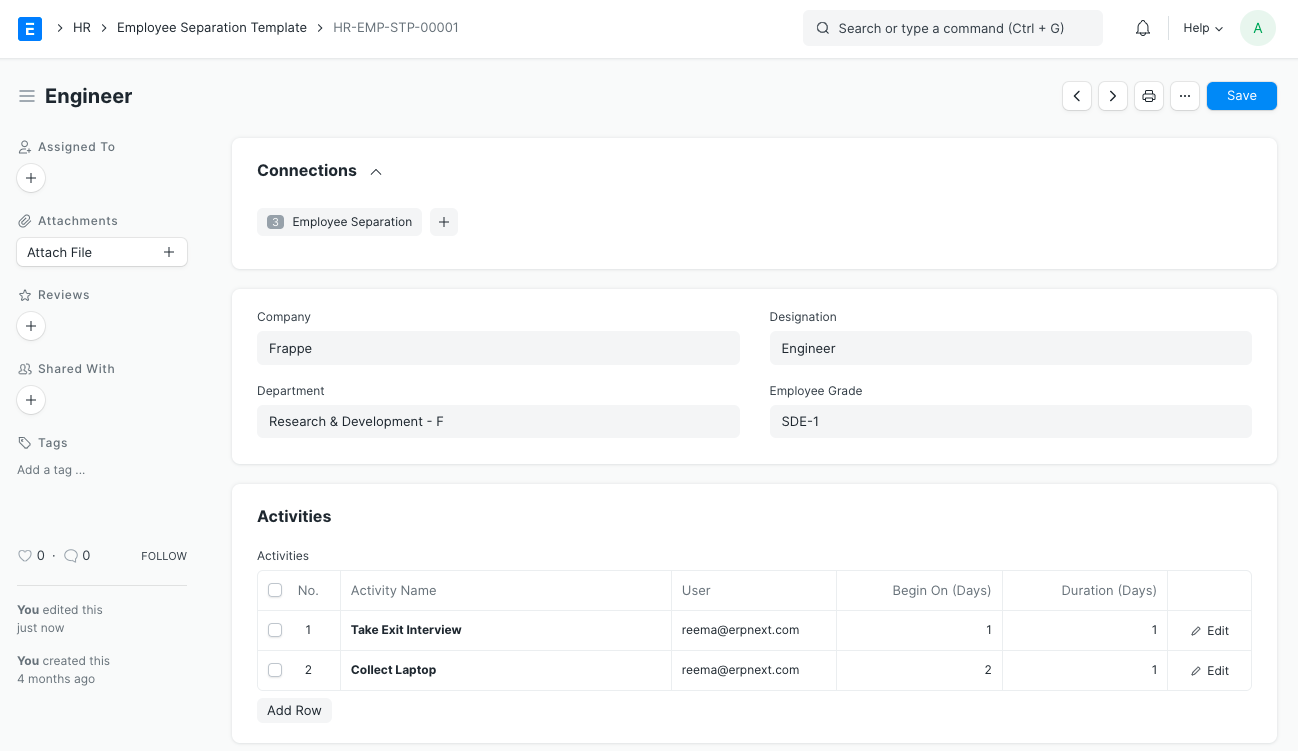 E HR Employee Separation Template HR-EMP-STP-00001 Search or type a command (Ctrl + G) Help A
Engineer Save
Assigned To
Attachments
Attach File
Reviews
Shared With
Tags
Add a tag ...
0 · 0 FOLLOW
You edited this
just now
You created this
4 months ago
Connections
3 Employee Separation
Company
Frappe
Designation
Engineer
Department
Research & Development - F
Employee Grade
SDE-1
Activities
Activities
No. Activity Name User Begin On (Days) Duration (Days)
1 Take Exit Interview reema@erpnext.com 1 1 Edit
2 Collect Laptop reema@erpnext.com 2 1 Edit
Add Row